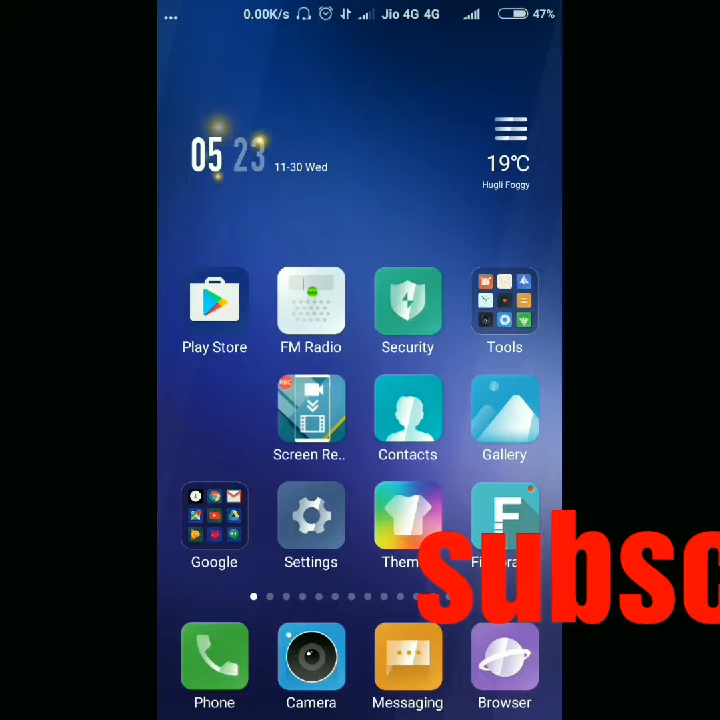 ... 0.00K/s Jio 4G 4G 47%
05 23 11-30 Wed
19℃
Hugli Foggy
Play Store FM Radio Security Tools
REC
Screen Re.. Contacts Gallery
F
Google Settings
subsc
Phone Camera Messaging Browser